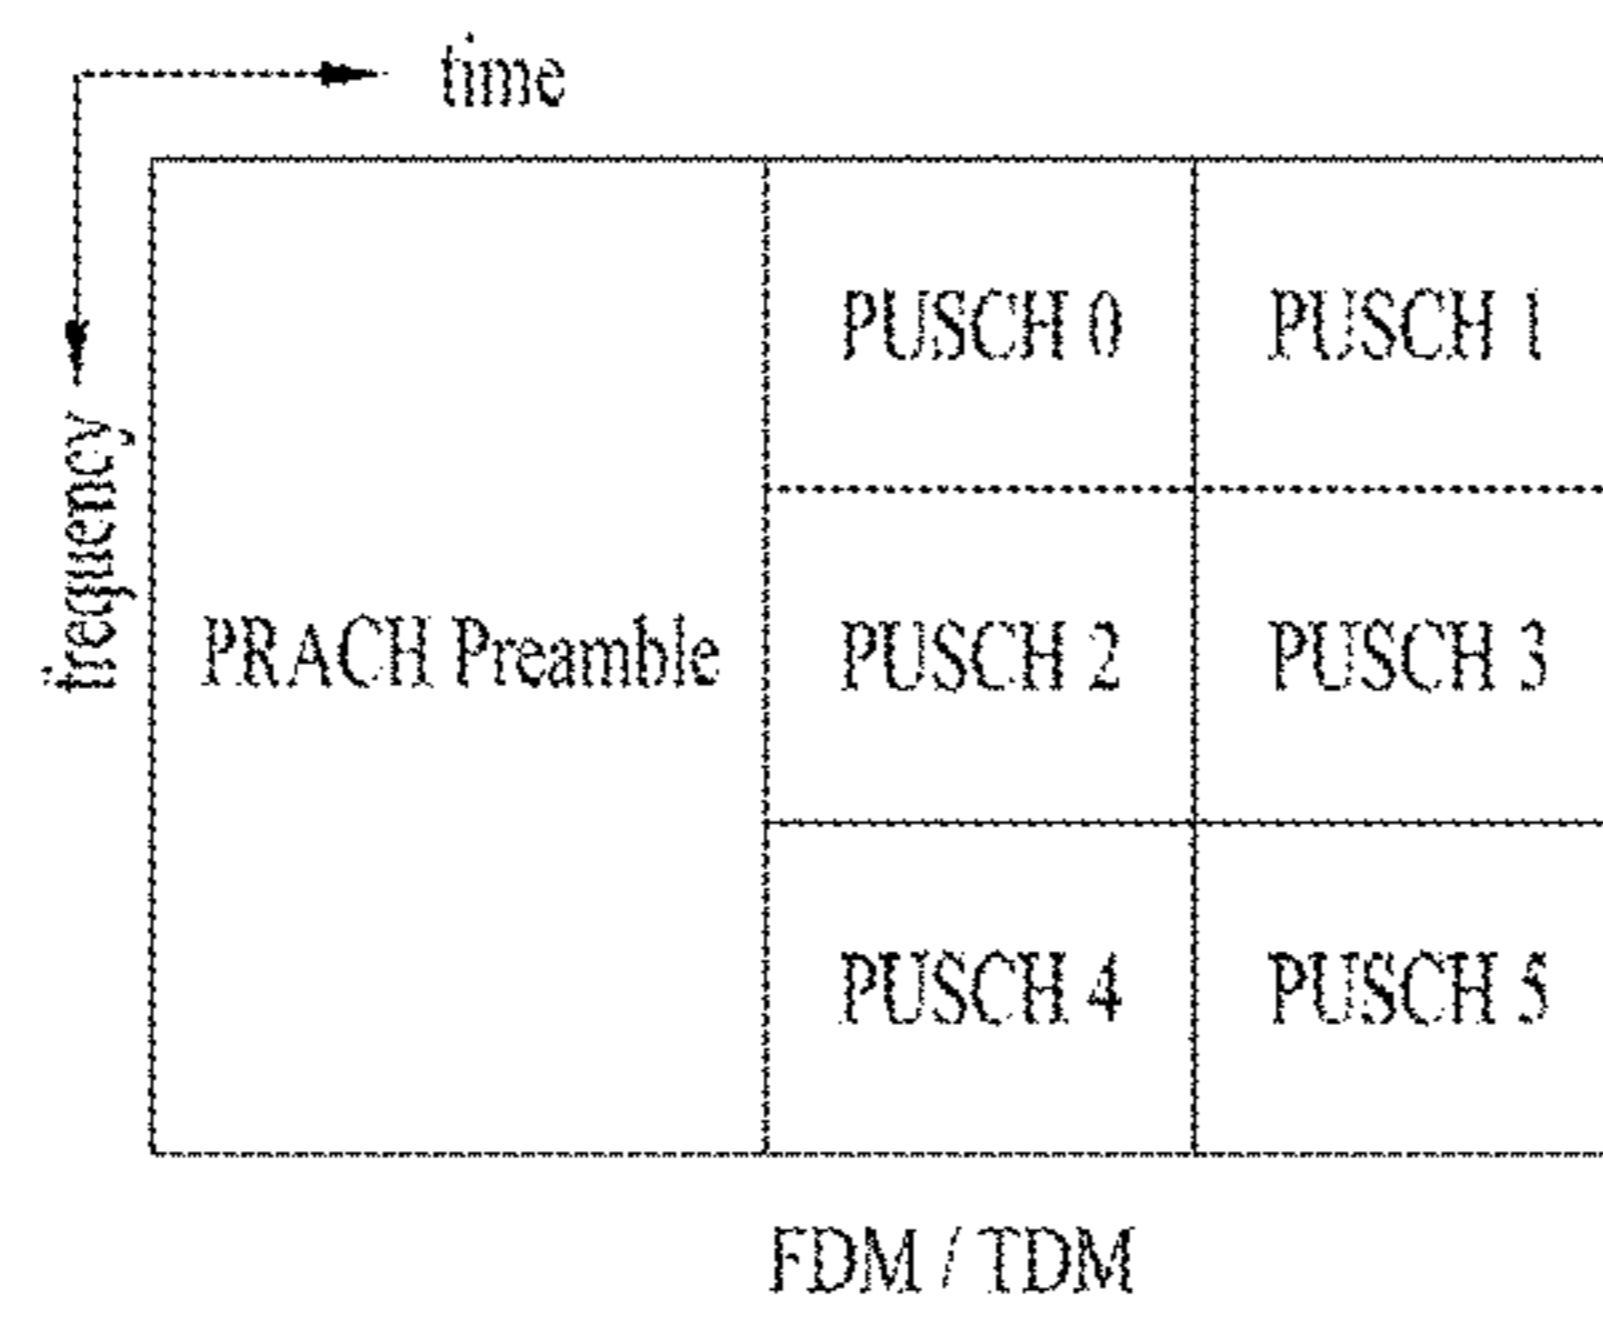 time
frequency
PUSCH 0 PUSCH 1
PRACH Preamble PUSCH 2 PUSCH 3
PUSCH 4 PUSCH 5
FDM / TDM